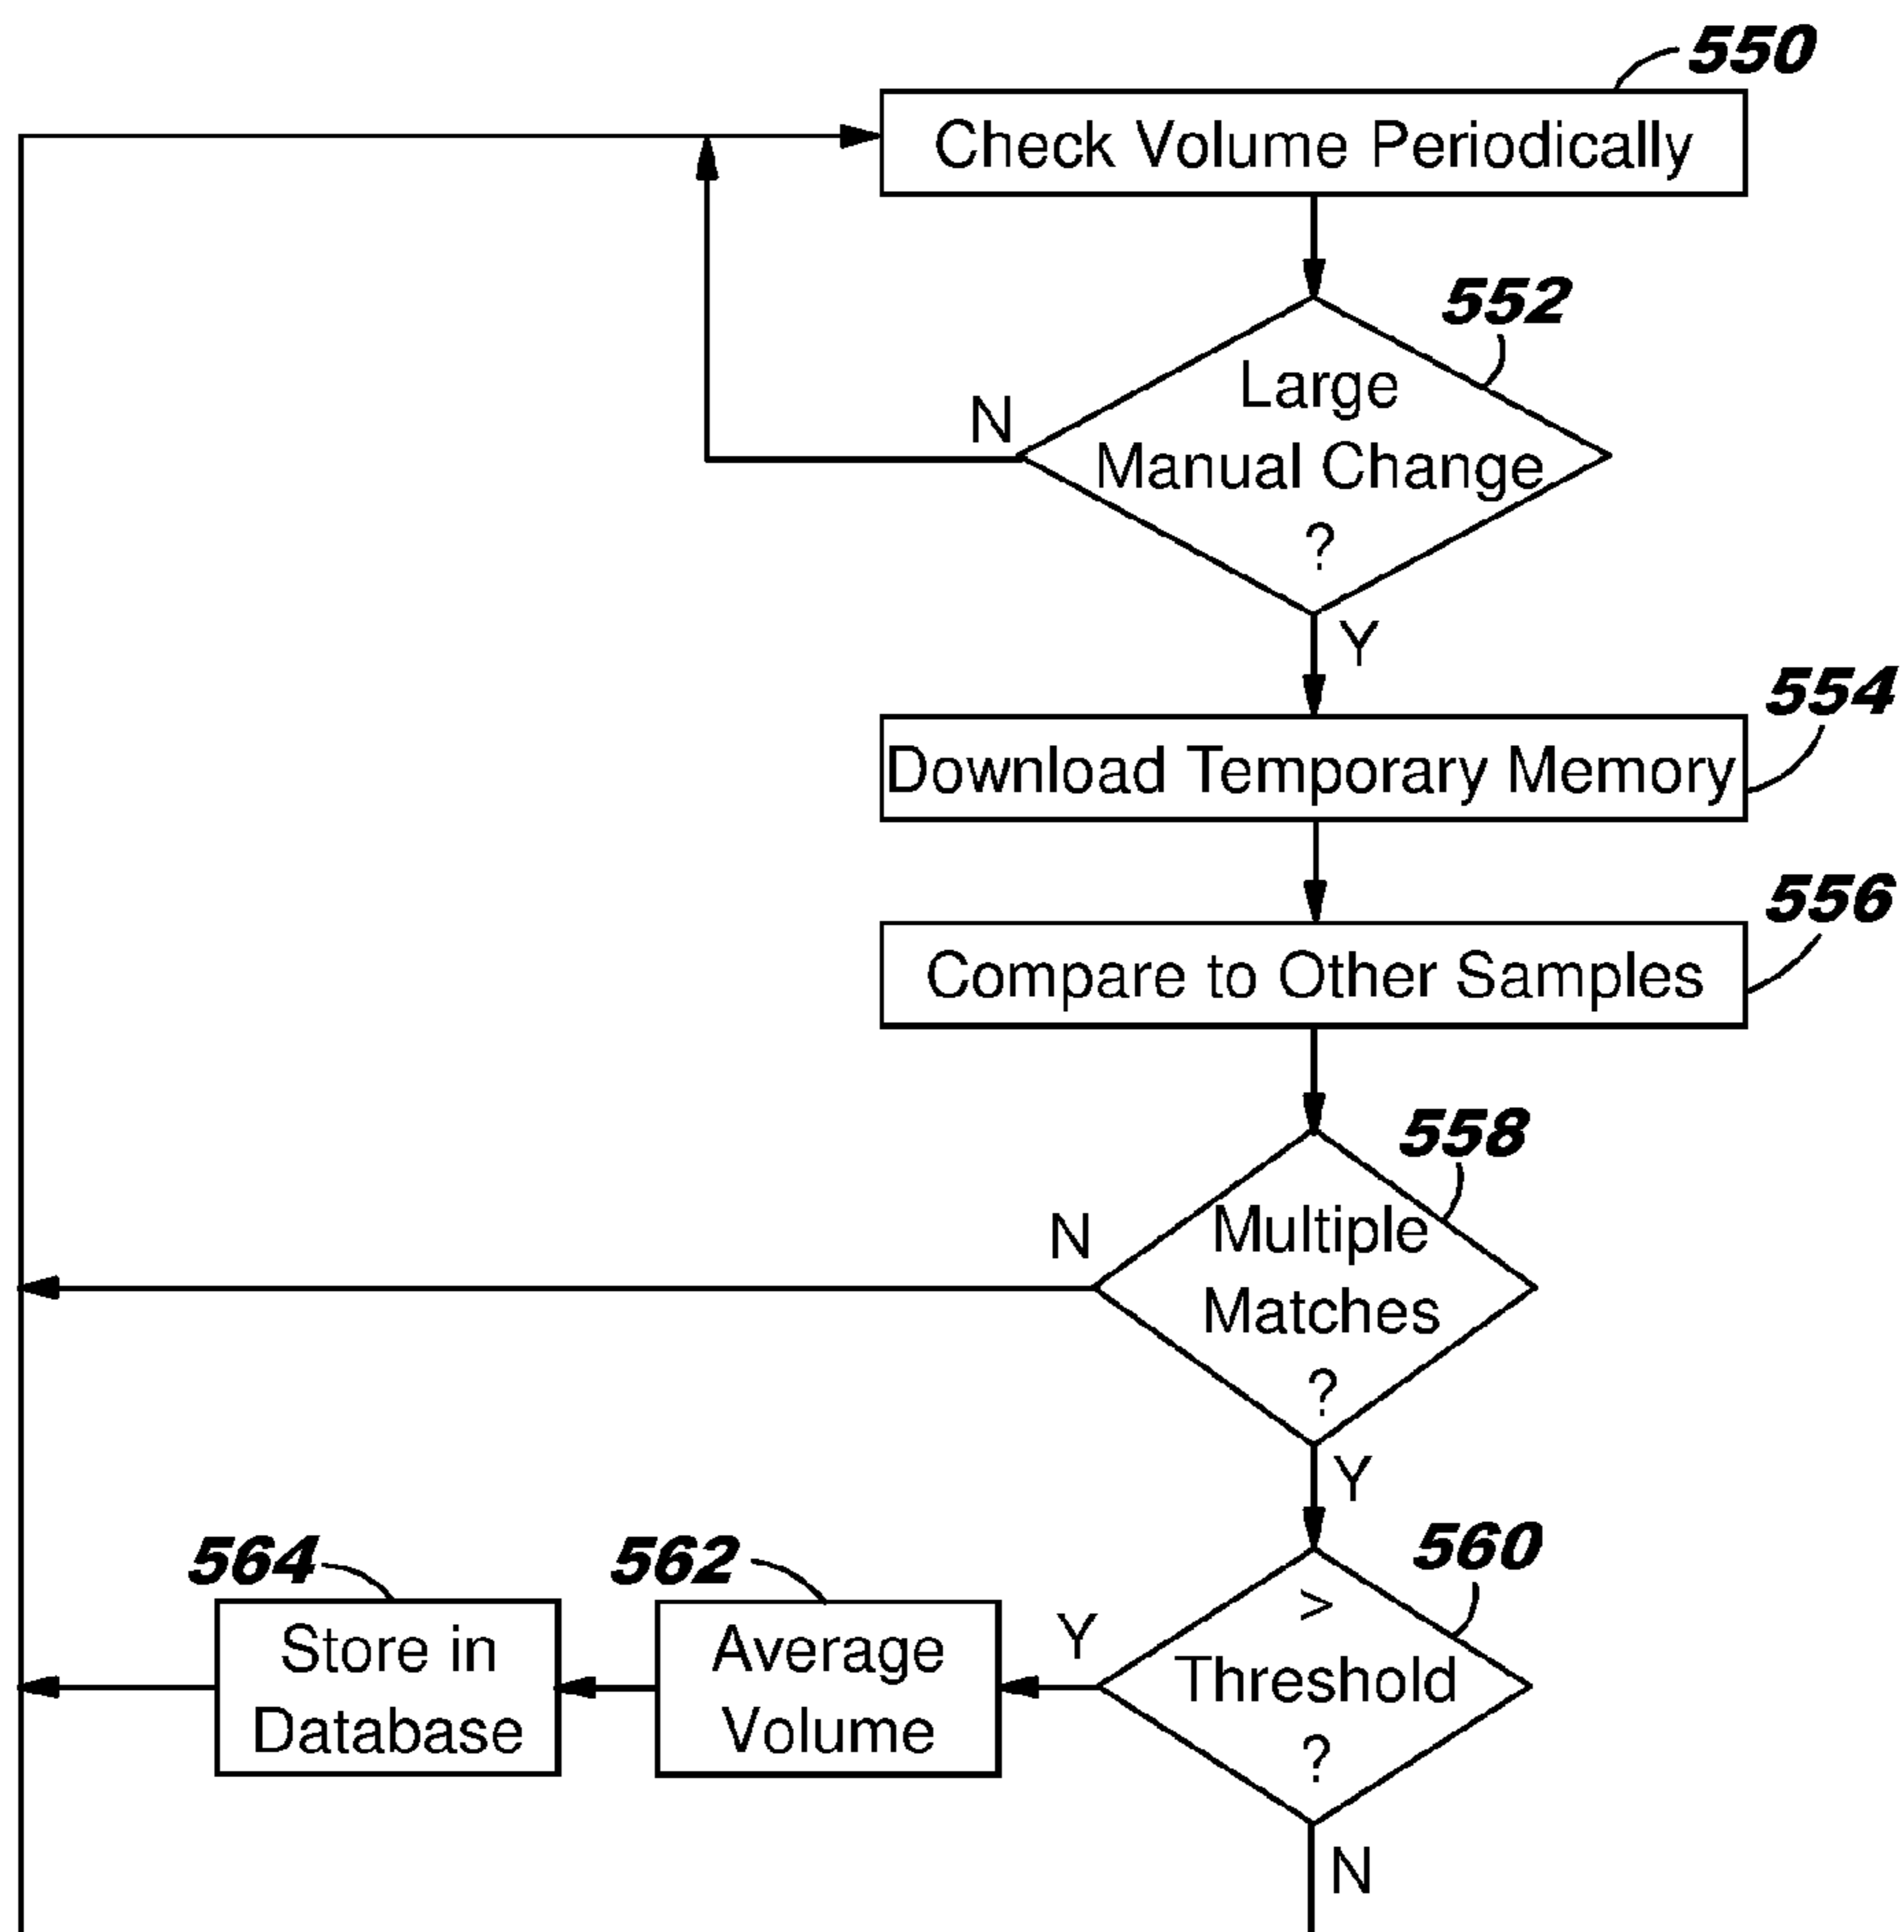 550
Check Volume Periodically
552
Large
Manual Change
?
N
Y
554
Download Temporary Memory
556
Compare to Other Samples
558
Multiple
Matches
?
N
Y
560
>
Threshold
?
Y
N
562
Average
Volume
564
Store in
Database